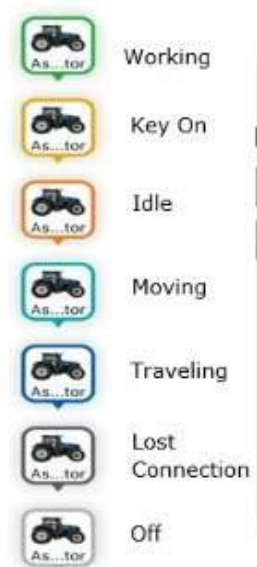 As...tor
Working
As...tor
Key On
As...tor
Idle
As...tor
Moving
As...tor
Traveling
As...tor
Lost
Connection
As...tor
Off